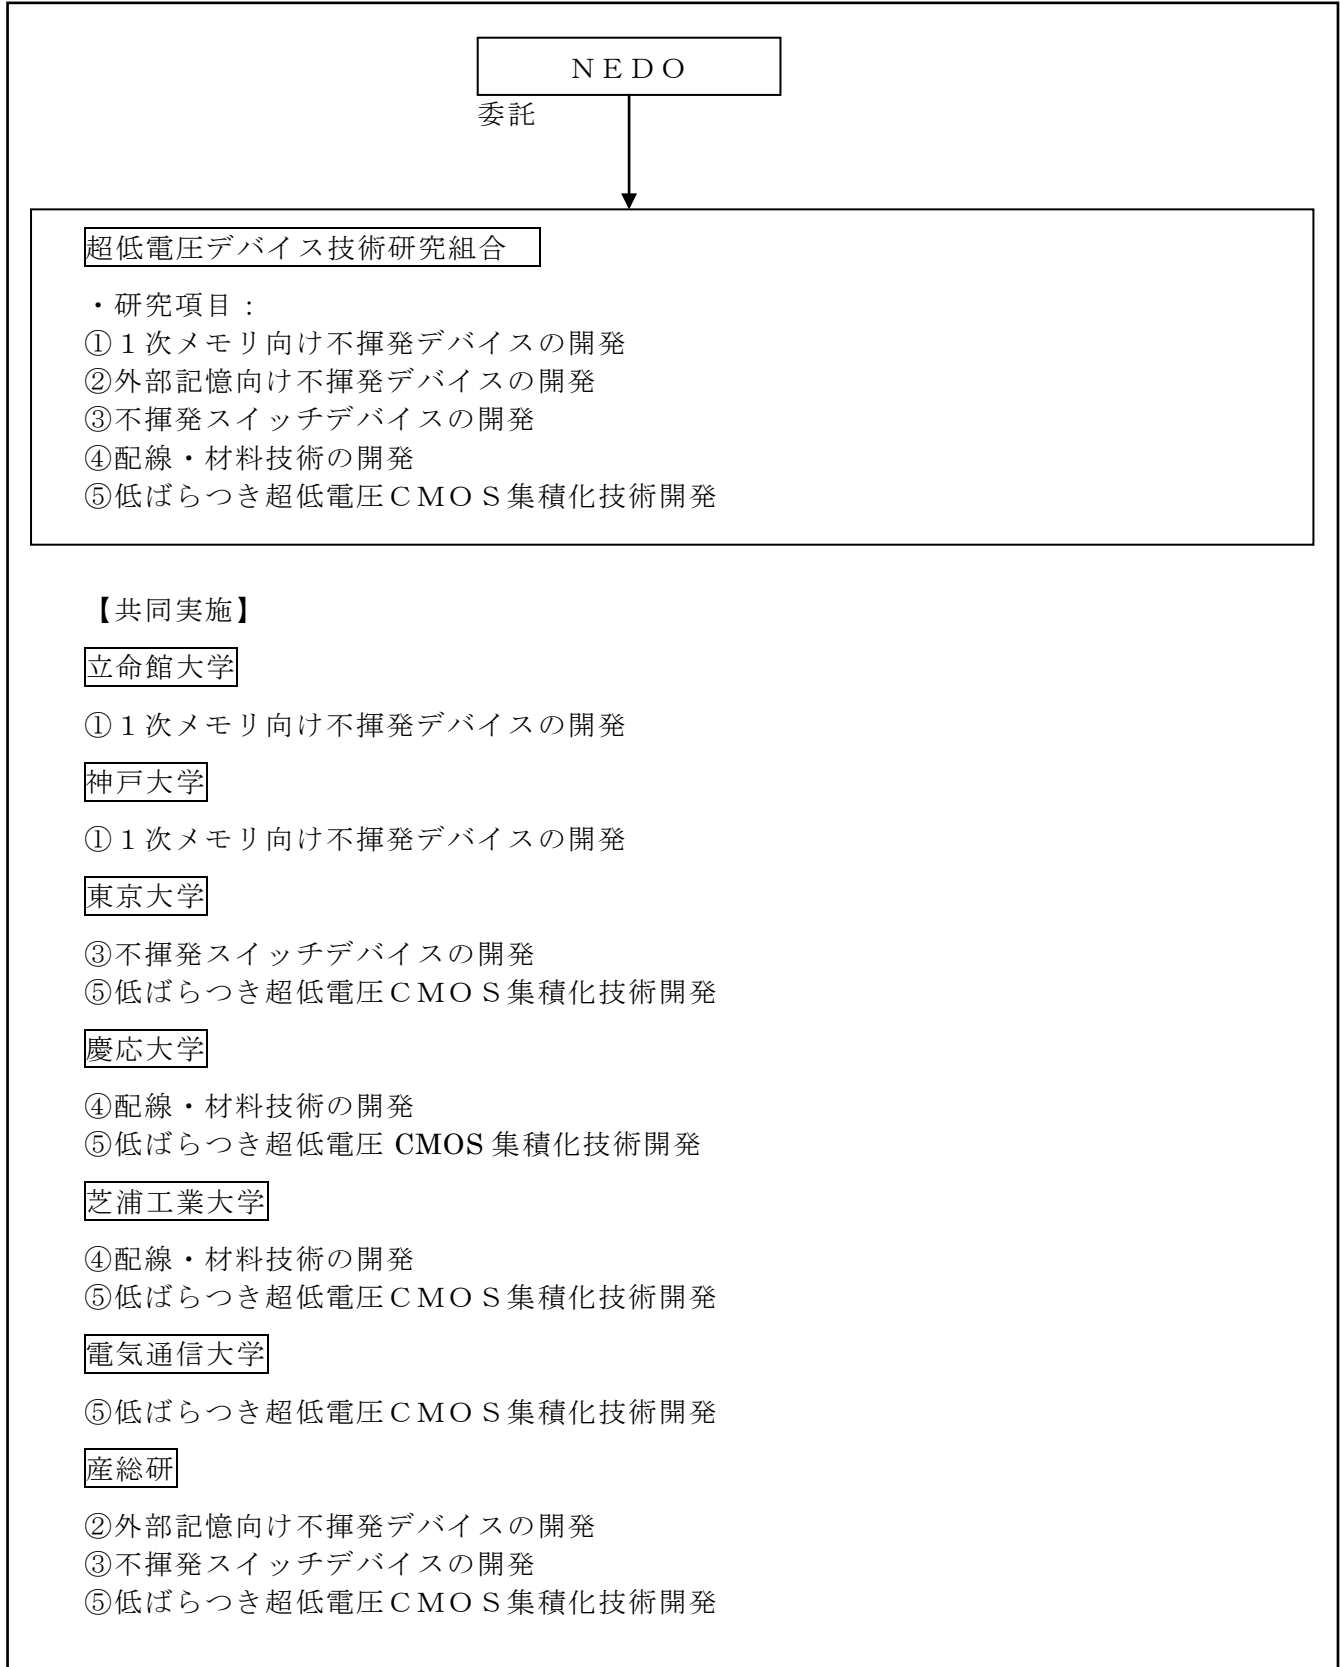 ＮＥＤＯ
委託
超低電圧デバイス技術研究組合
・研究項目：
①１次メモリ向け不揮発デバイスの開発
②外部記憶向け不揮発デバイスの開発
③不揮発スイッチデバイスの開発
④配線・材料技術の開発
⑤低ばらつき超低電圧ＣＭＯＳ集積化技術開発
【共同実施】
立命館大学
①１次メモリ向け不揮発デバイスの開発
神戸大学
①１次メモリ向け不揮発デバイスの開発
東京大学
③不揮発スイッチデバイスの開発
⑤低ばらつき超低電圧ＣＭＯＳ集積化技術開発
慶応大学
④配線・材料技術の開発
⑤低ばらつき超低電圧 CMOS 集積化技術開発
芝浦工業大学
④配線・材料技術の開発
⑤低ばらつき超低電圧ＣＭＯＳ集積化技術開発
電気通信大学
⑤低ばらつき超低電圧ＣＭＯＳ集積化技術開発
産総研
②外部記憶向け不揮発デバイスの開発
③不揮発スイッチデバイスの開発
⑤低ばらつき超低電圧ＣＭＯＳ集積化技術開発